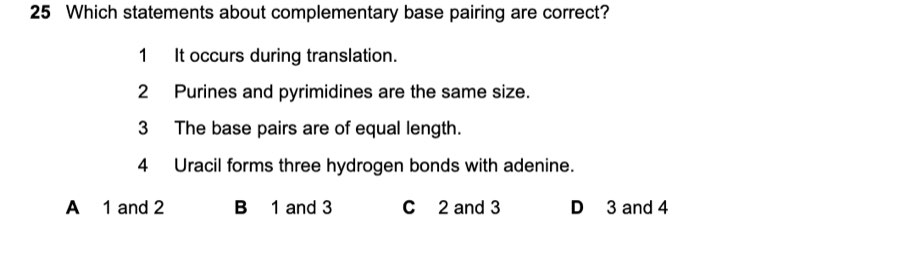 25 Which statements about complementary base pairing are correct?
1 It occurs during translation.
2 Purines and pyrimidines are the same size.
3 The base pairs are of equal length.
4 Uracil forms three hydrogen bonds with adenine.
A 1 and 2 B 1 and 3 C 2 and 3 D 3 and 4